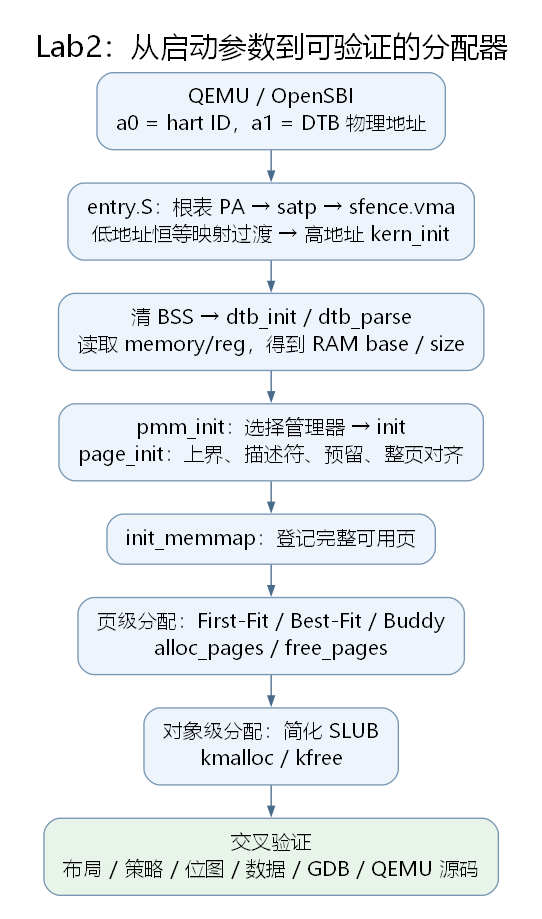 Lab2：从启动参数到可验证的分配器
QEMU / OpenSBI
a0 = hart ID，a1 = DTB 物理地址
entry.S：根表 PA → satp → sfence.vma
低地址恒等映射过渡 → 高地址 kern_init
清 BSS → dtb_init / dtb_parse
读取 memory/reg，得到 RAM base / size
pmm_init：选择管理器 → init
page_init：上界、描述符、预留、整页对齐
init_memmap：登记完整可用页
页级分配：First-Fit / Best-Fit / Buddy
alloc_pages / free_pages
对象级分配：简化 SLUB
kmalloc / kfree
交叉验证
布局 / 策略 / 位图 / 数据 / GDB / QEMU 源码